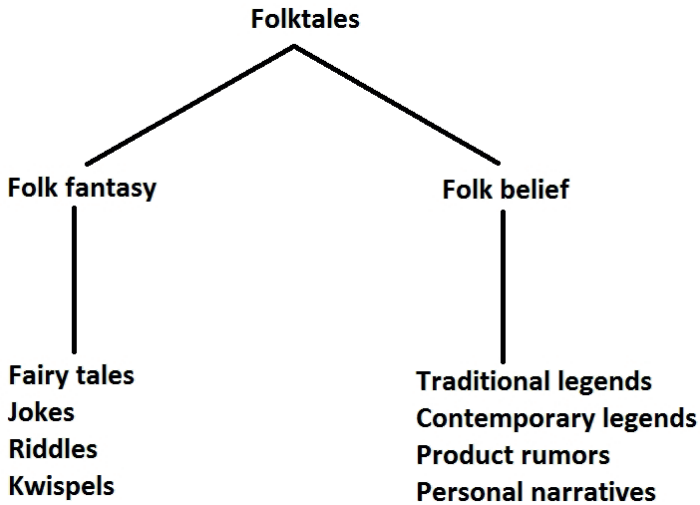 Folktales
Folk fantasy
Folk belief
Fairy tales
Jokes
Riddles
Kwispels
Traditional legends
Contemporary legends
Product rumors
Personal narratives